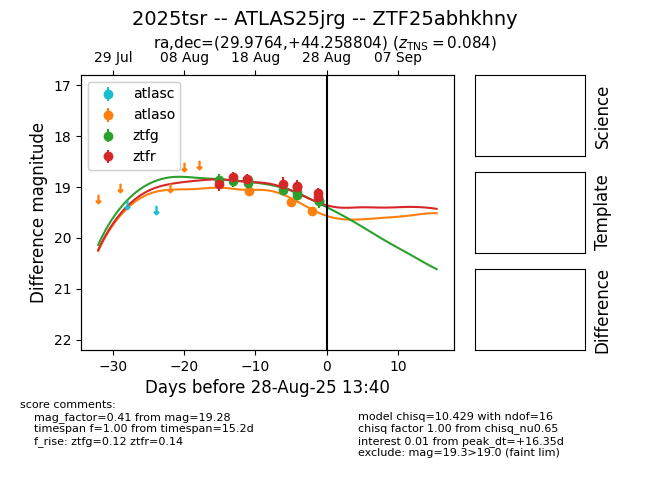 2025tsr -- ATLAS25jrg -- ZTF25abhkhny
ra,dec=(29.9764,+44.258804) (z_TNS = 0.084)
29 Jul 08 Aug 18 Aug 28 Aug 07 Sep
17
18
19
20
21
22
Difference magnitude
atlasc
atlaso
ztfg
ztfr
−30 −20 −10 0 10
Days before 28-Aug-25 13:40
Science
Template
Difference
score comments:
mag_factor=0.41 from mag=19.28
timespan f=1.00 from timespan=15.2d
f_rise: ztfg=0.12 ztfr=0.14
model chisq=10.429 with ndof=16
chisq factor 1.00 from chisq_nu0.65
interest 0.01 from peak_dt=+16.35d
exclude: mag=19.3>19.0 (faint lim)